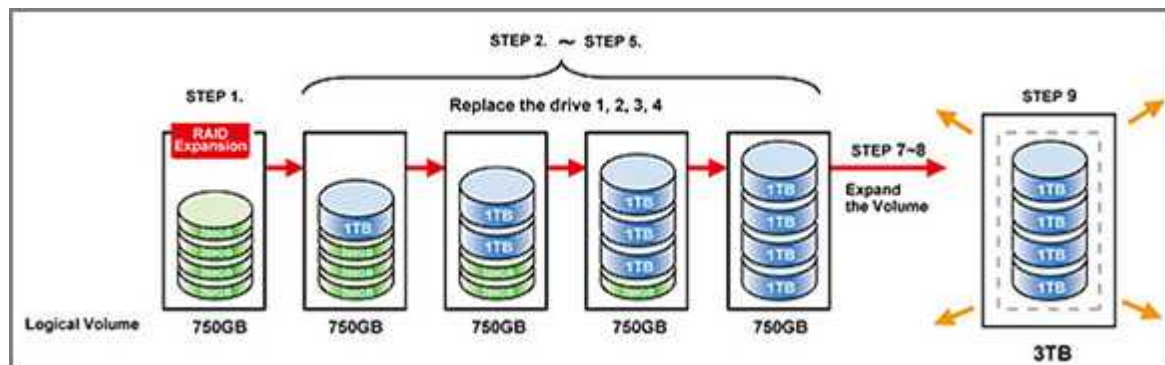 STEP 2. ~ STEP 5.
STEP 1.
Replace the drive 1, 2, 3, 4
STEP 9
RAID
Expansion
STEP 7~8
Expand
the Volume
1TB
1TB
1TB
1TB
1TB
1TB
1TB
1TB
1TB
1TB
1TB
1TB
1TB
1TB
Logical Volume
750GB
750GB
750GB
750GB
750GB
3TB